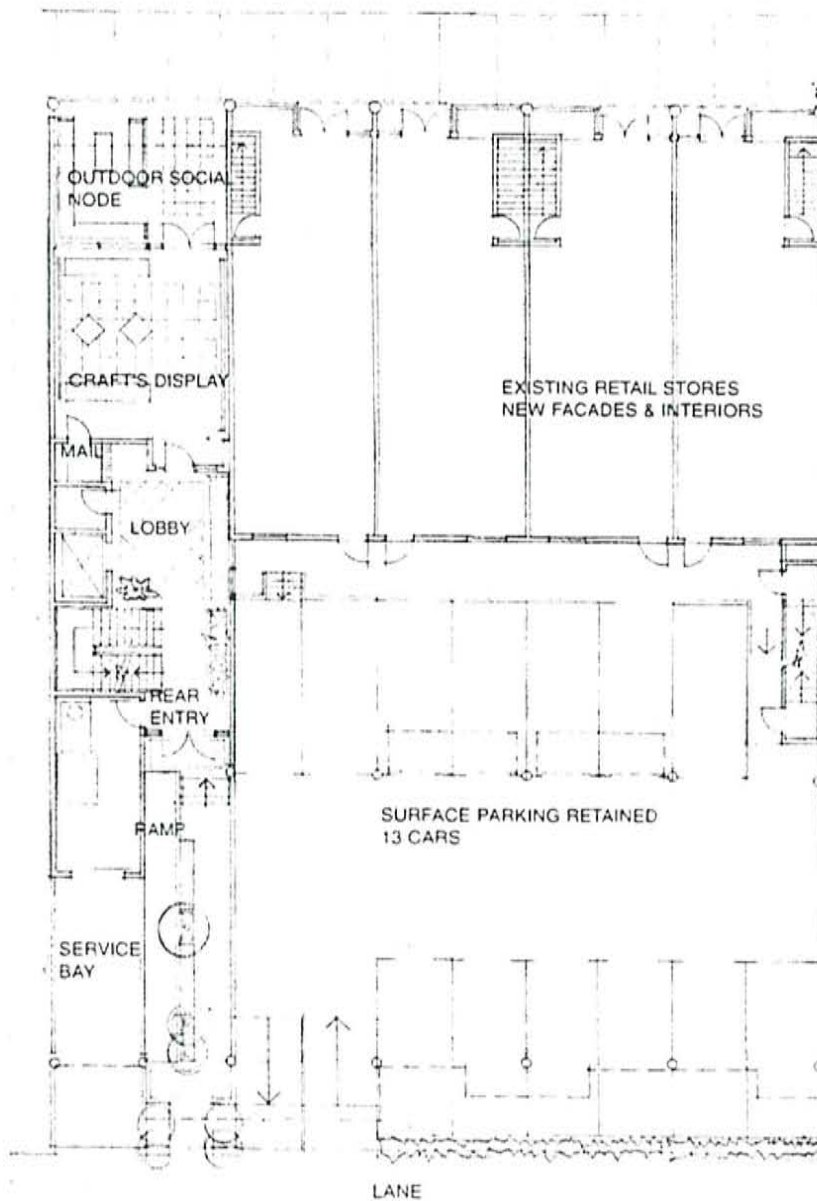 OUTDOOR SOCIAL
NODE
CRAFT'S DISPLAY
EXISTING RETAIL STORES
NEW FACADES & INTERIORS
MAIL
LOBBY
REAR
ENTRY
RAMP
SURFACE PARKING RETAINED
13 CARS
SERVICE
BAY
LANE